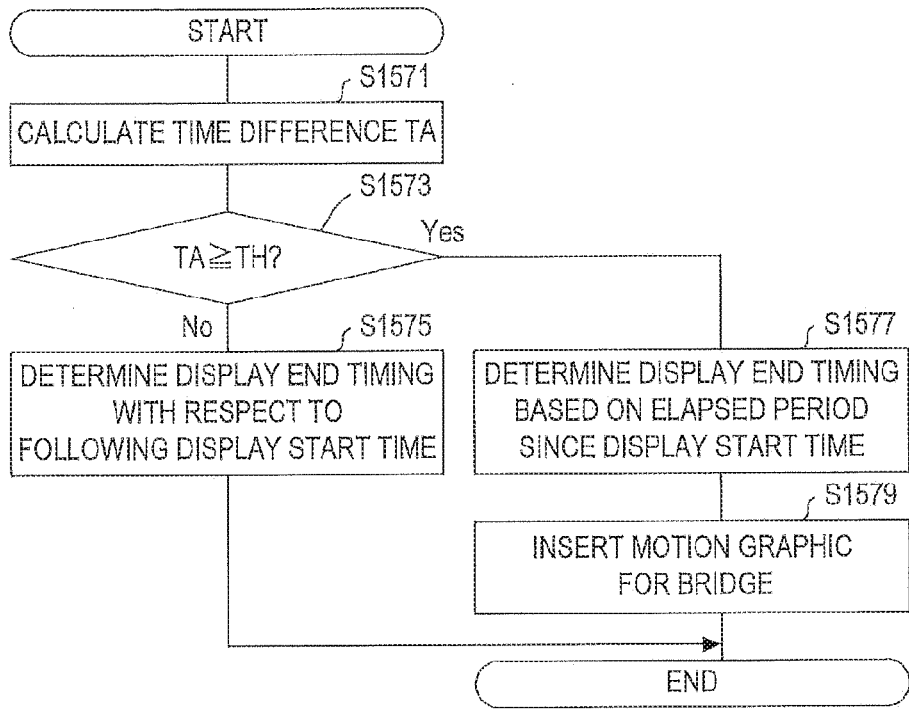 START
S1571
CALCULATE TIME DIFFERENCE TA
S1573
TA≧TH?
Yes
No
S1575
DETERMINE DISPLAY END TIMING
WITH RESPECT TO
FOLLOWING DISPLAY START TIME
S1577
DETERMINE DISPLAY END TIMING
BASED ON ELAPSED PERIOD
SINCE DISPLAY START TIME
S1579
INSERT MOTION GRAPHIC
FOR BRIDGE
END